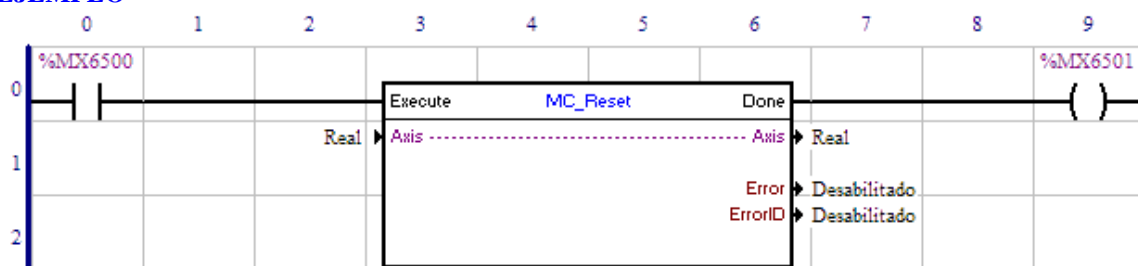 EJEMPLO
0 1 2 3 4 5 6 7 8 9
%MX6500 %MX6501
0
Execute MC_Reset Done
Real Axis Axis Real
1
Error Desabilitado
ErrorID Desabilitado
2